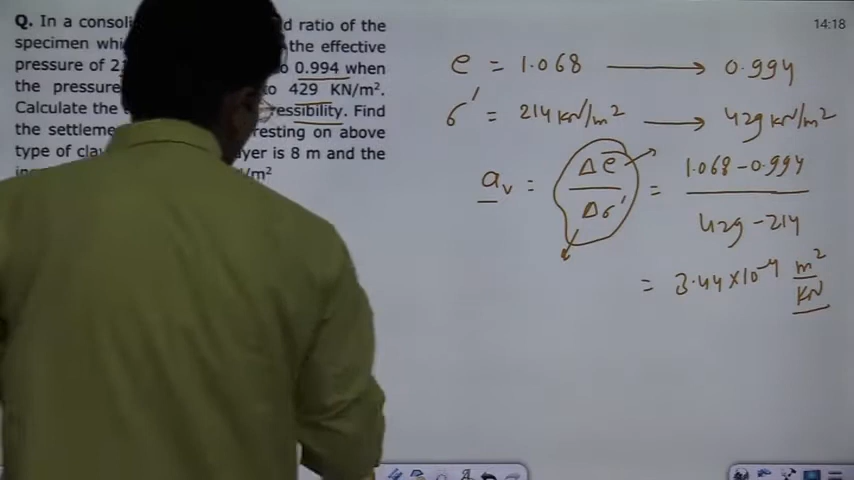 Q. In a consoli d ratio of the
specimen whi the effective
pressure of 2 o 0.994 when
the pressure to 429 KN/m².
Calculate the ressibility. Find
the settleme resting on above
type of cla yer is 8 m and the
/m²
14:18
e = 1.068 → 0.994
σ' = 214 KN/m² → 429 KN/m²
aᵥ = Δe/Δσ' = 1.068 - 0.994 / 429 - 214
= 3.44 × 10⁻⁴ m²/KN